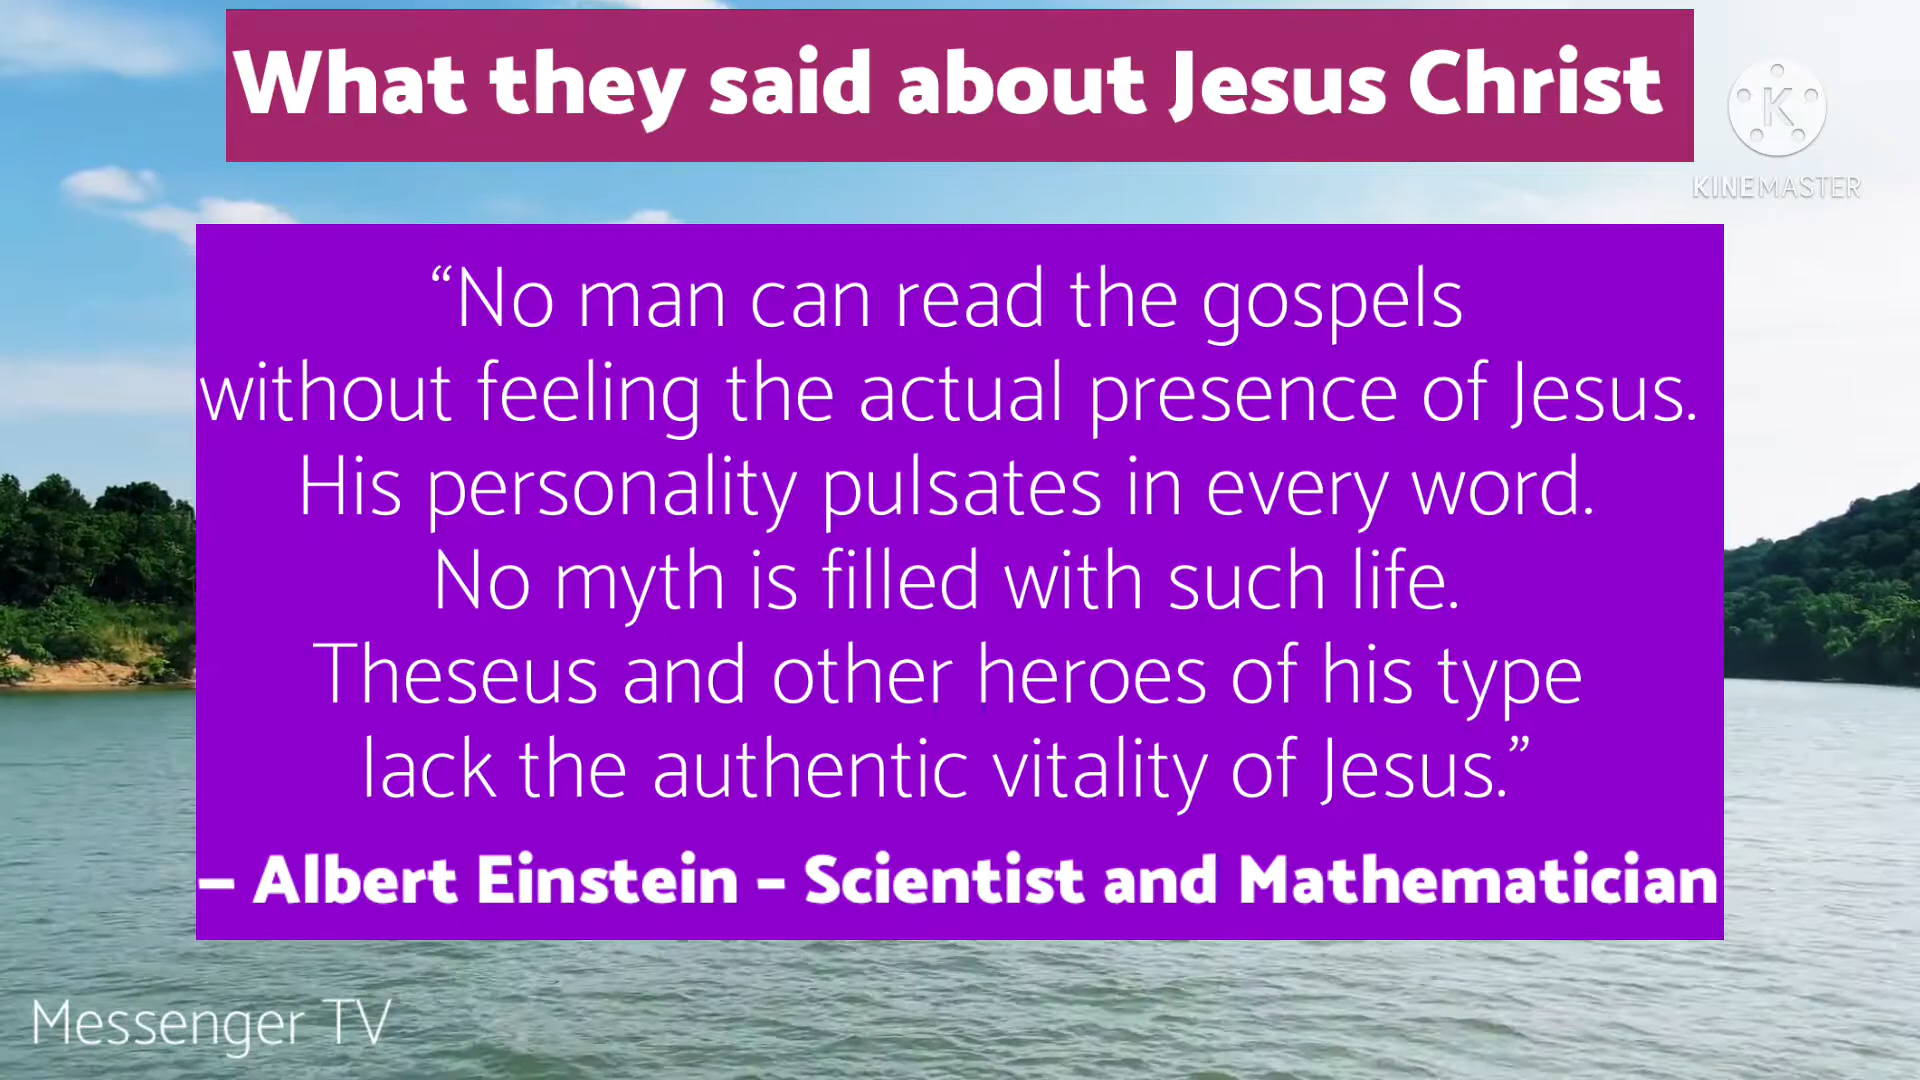 What they said about Jesus Christ
KINEMASTER
“No man can read the gospels
without feeling the actual presence of Jesus.
His personality pulsates in every word.
No myth is filled with such life.
Theseus and other heroes of his type
lack the authentic vitality of Jesus.”
– Albert Einstein – Scientist and Mathematician
Messenger TV